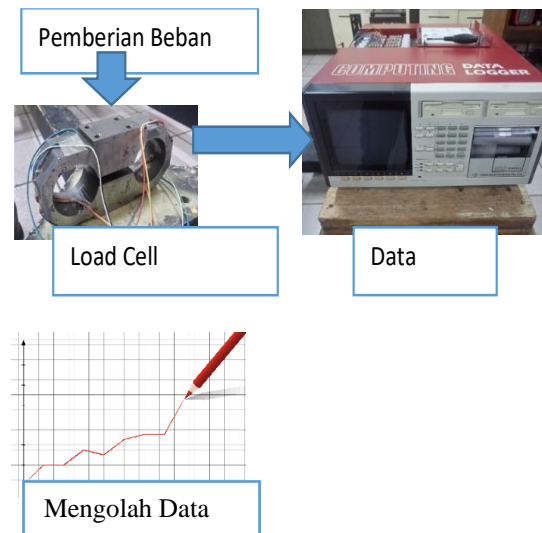 Pemberian Beban
COMPUTING DATA
LOGGER
Load Cell
Data
Mengolah Data